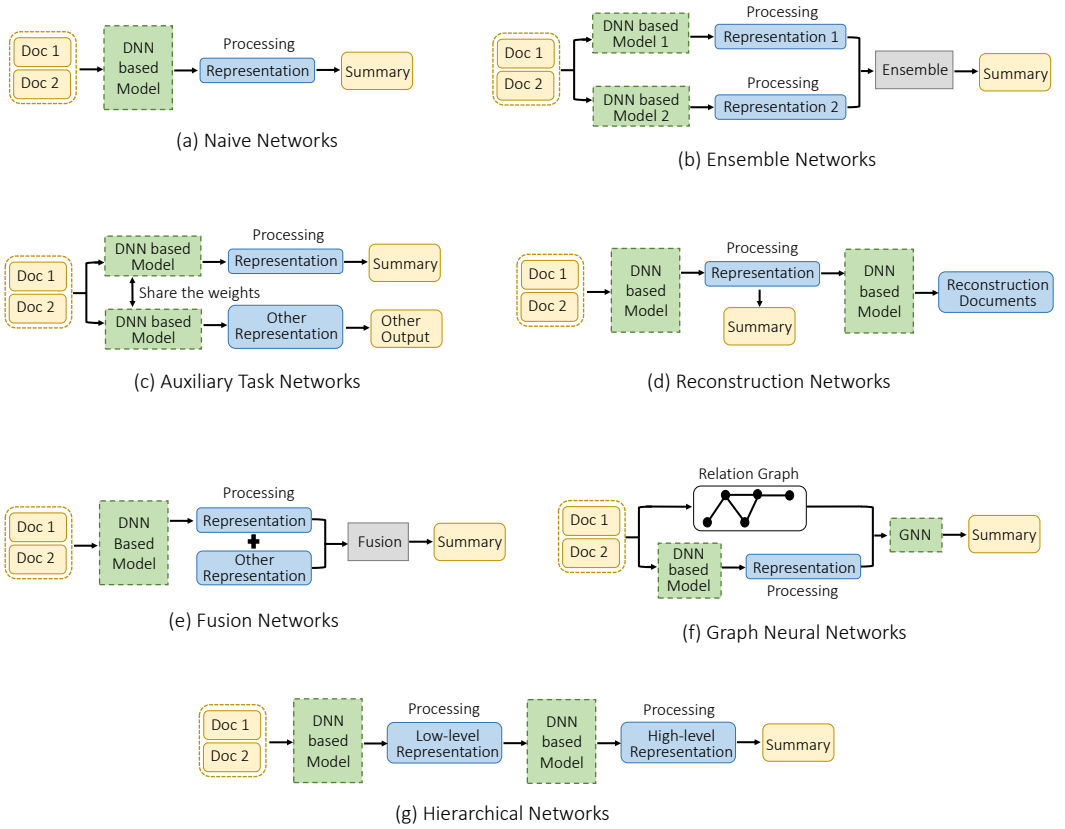 Doc 1
Doc 2
DNN
based
Model
Processing
Representation
Summary
(a) Naive Networks
Doc 1
Doc 2
DNN based
Model 1
Processing
Representation 1
DNN based
Model 2
Processing
Representation 2
Ensemble
Summary
(b) Ensemble Networks
Doc 1
Doc 2
DNN based
Model
Processing
Representation
Summary
Share the weights
DNN based
Model
Other
Representation
Other
Output
(c) Auxiliary Task Networks
Doc 1
Doc 2
DNN
based
Model
Processing
Representation
Summary
DNN
based
Model
Reconstruction
Documents
(d) Reconstruction Networks
Doc 1
Doc 2
DNN
Based
Model
Processing
Representation
Other
Representation
Fusion
Summary
(e) Fusion Networks
Doc 1
Doc 2
Relation Graph
DNN
based
Model
Representation
Processing
GNN
Summary
(f) Graph Neural Networks
Doc 1
Doc 2
DNN
based
Model
Processing
Low-level
Representation
DNN
based
Model
Processing
High-level
Representation
Summary
(g) Hierarchical Networks